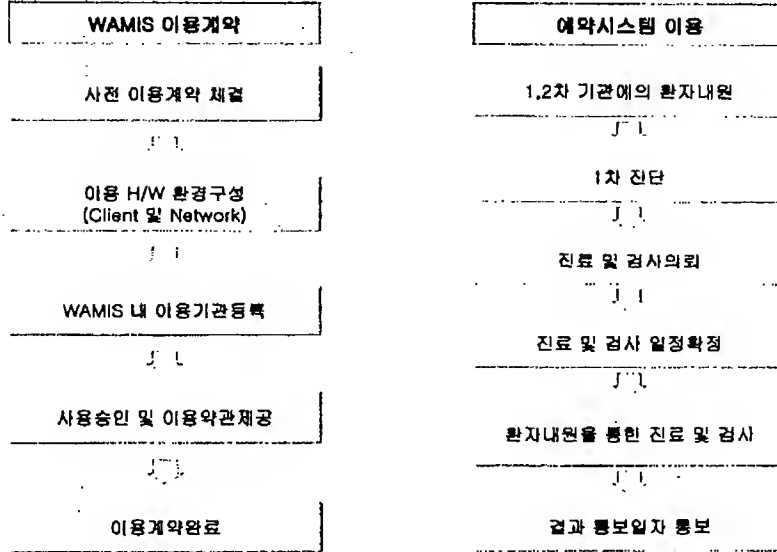 WAMIS 이용계약
사전 이용계약 체결
이용 H/W 환경구성
(Client 및 Network)
WAMIS 내 이용기관등록
사용승인 및 이용약관제공
이용계약완료
예약시스템 이용
1,2차 기관에의 환자내원
1차 진단
진료 및 검사의뢰
진료 및 검사 일정확정
환자내원을 통한 진료 및 검사
결과 통보일자 통보